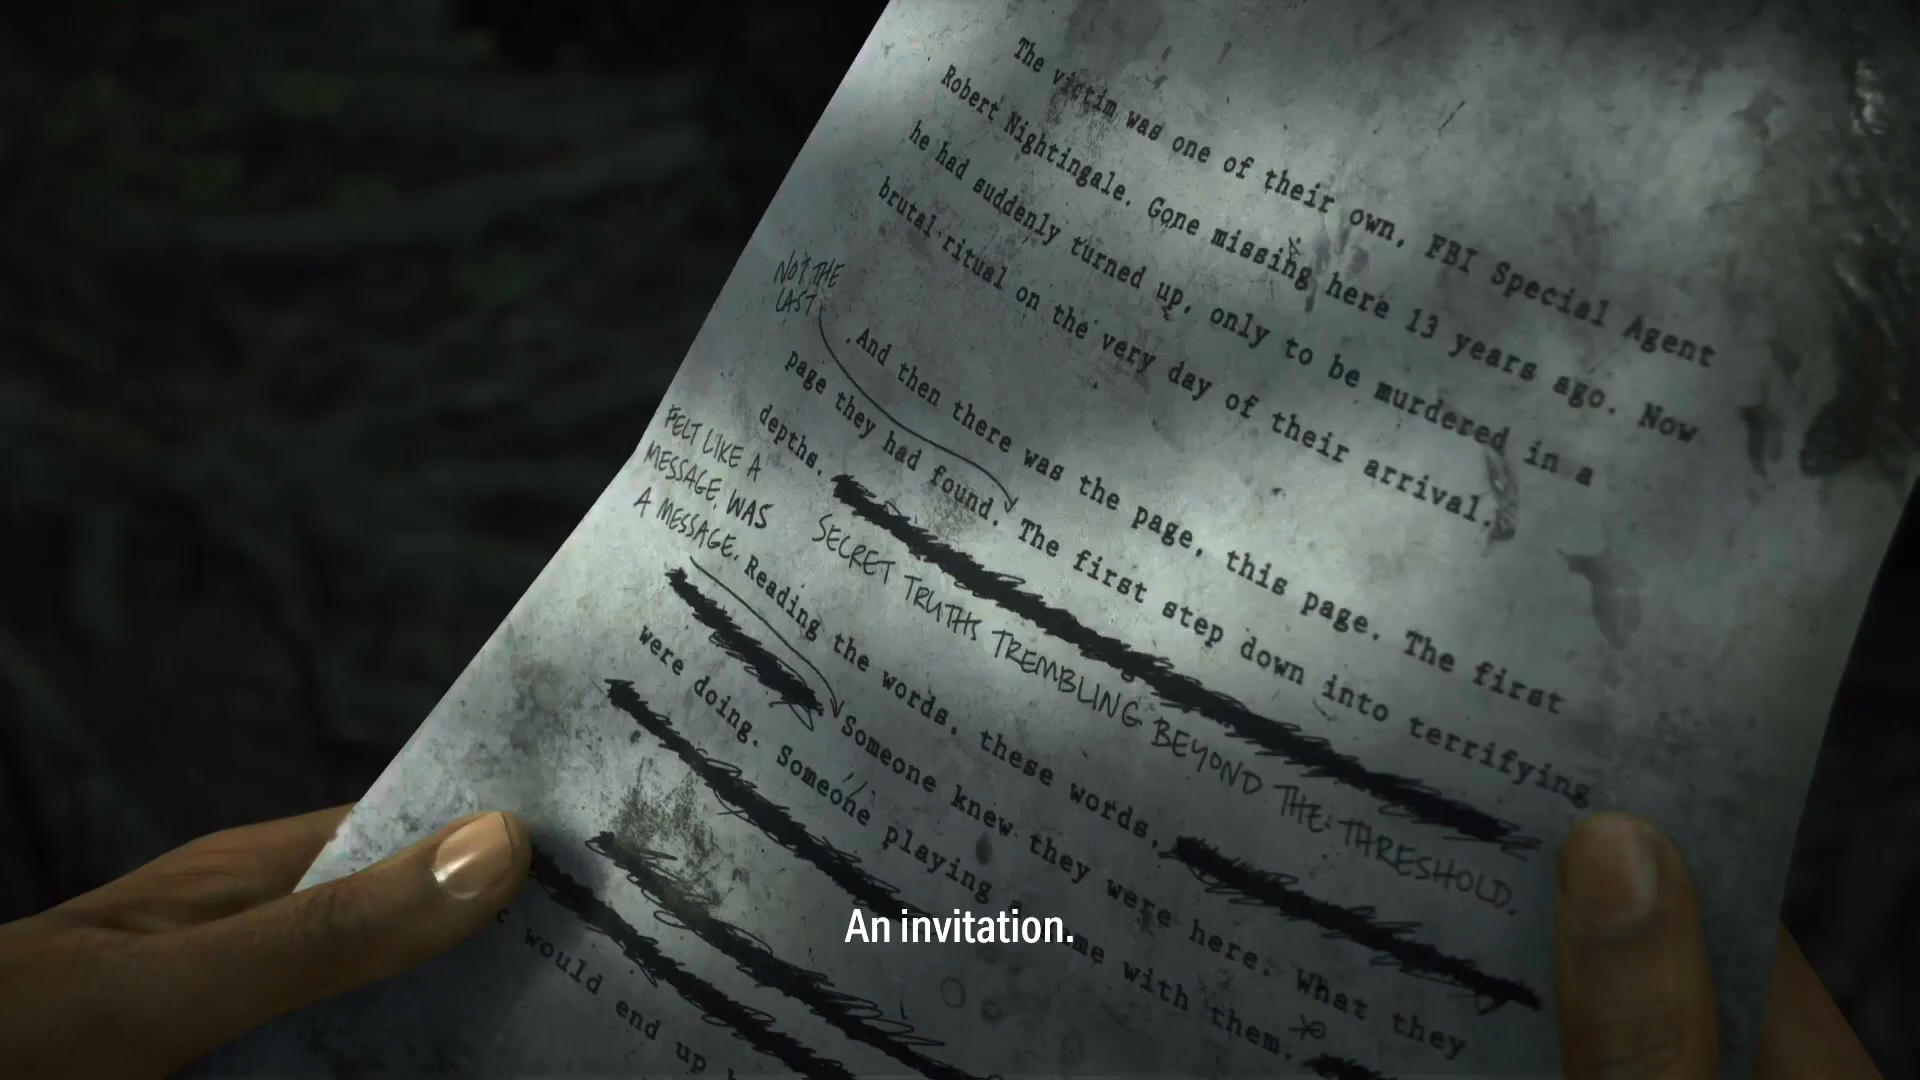 The victim was one of their own, FBI Special Agent
Robert Nightingale. Gone missing here 13 years ago. Now
he had suddenly turned up, only to be murdered in a
brutal ritual on the very day of their arrival.
NOT THE
LAST
And then there was the page, this page. The first
page they had found. The first step down into terrifying
depths.
SECRET TRUTHS TREMBLING BEYOND THE THRESHOLD.
FELT LIKE A
MESSAGE, WAS
A MESSAGE.
Reading the words, these words,
Someone knew they were here. What they
were doing. Someone playing a me with them.
would end up
An invitation.